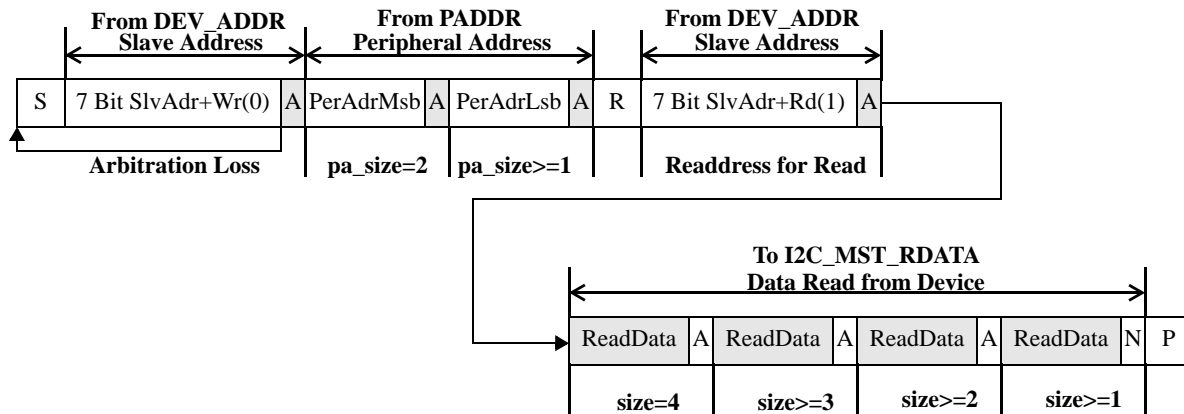 From DEV_ADDR From PADDR From DEV_ADDR
Slave Address Peripheral Address Slave Address
S 7 Bit SlvAdr+Wr(0) A PerAdrMsb A PerAdrLsb A R 7 Bit SlvAdr+Rd(1) A
Arbitration Loss pa_size=2 pa_size>=1 Readdress for Read
To I2C_MST_RDATA
Data Read from Device
ReadData A ReadData A ReadData A ReadData N P
size=4 size>=3 size>=2 size>=1